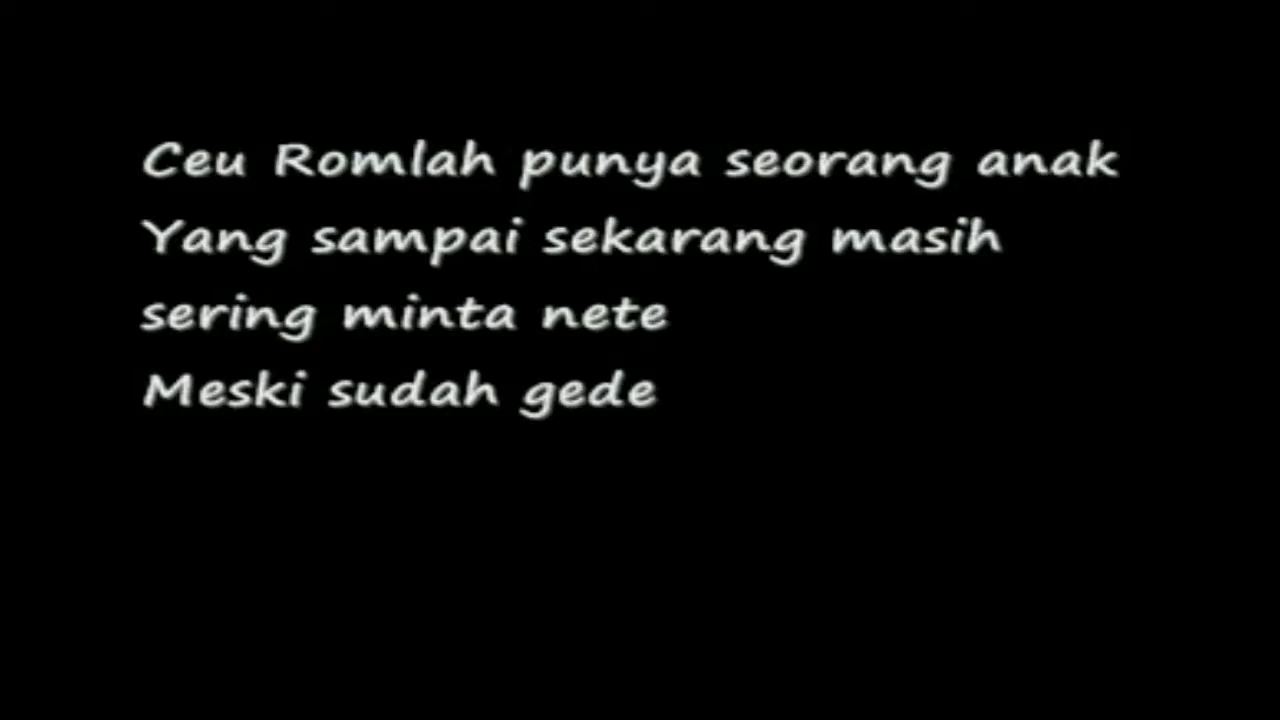 Ceu Romlah punya seorang anak
Yang sampai sekarang masih
sering minta nete
Meski sudah gede